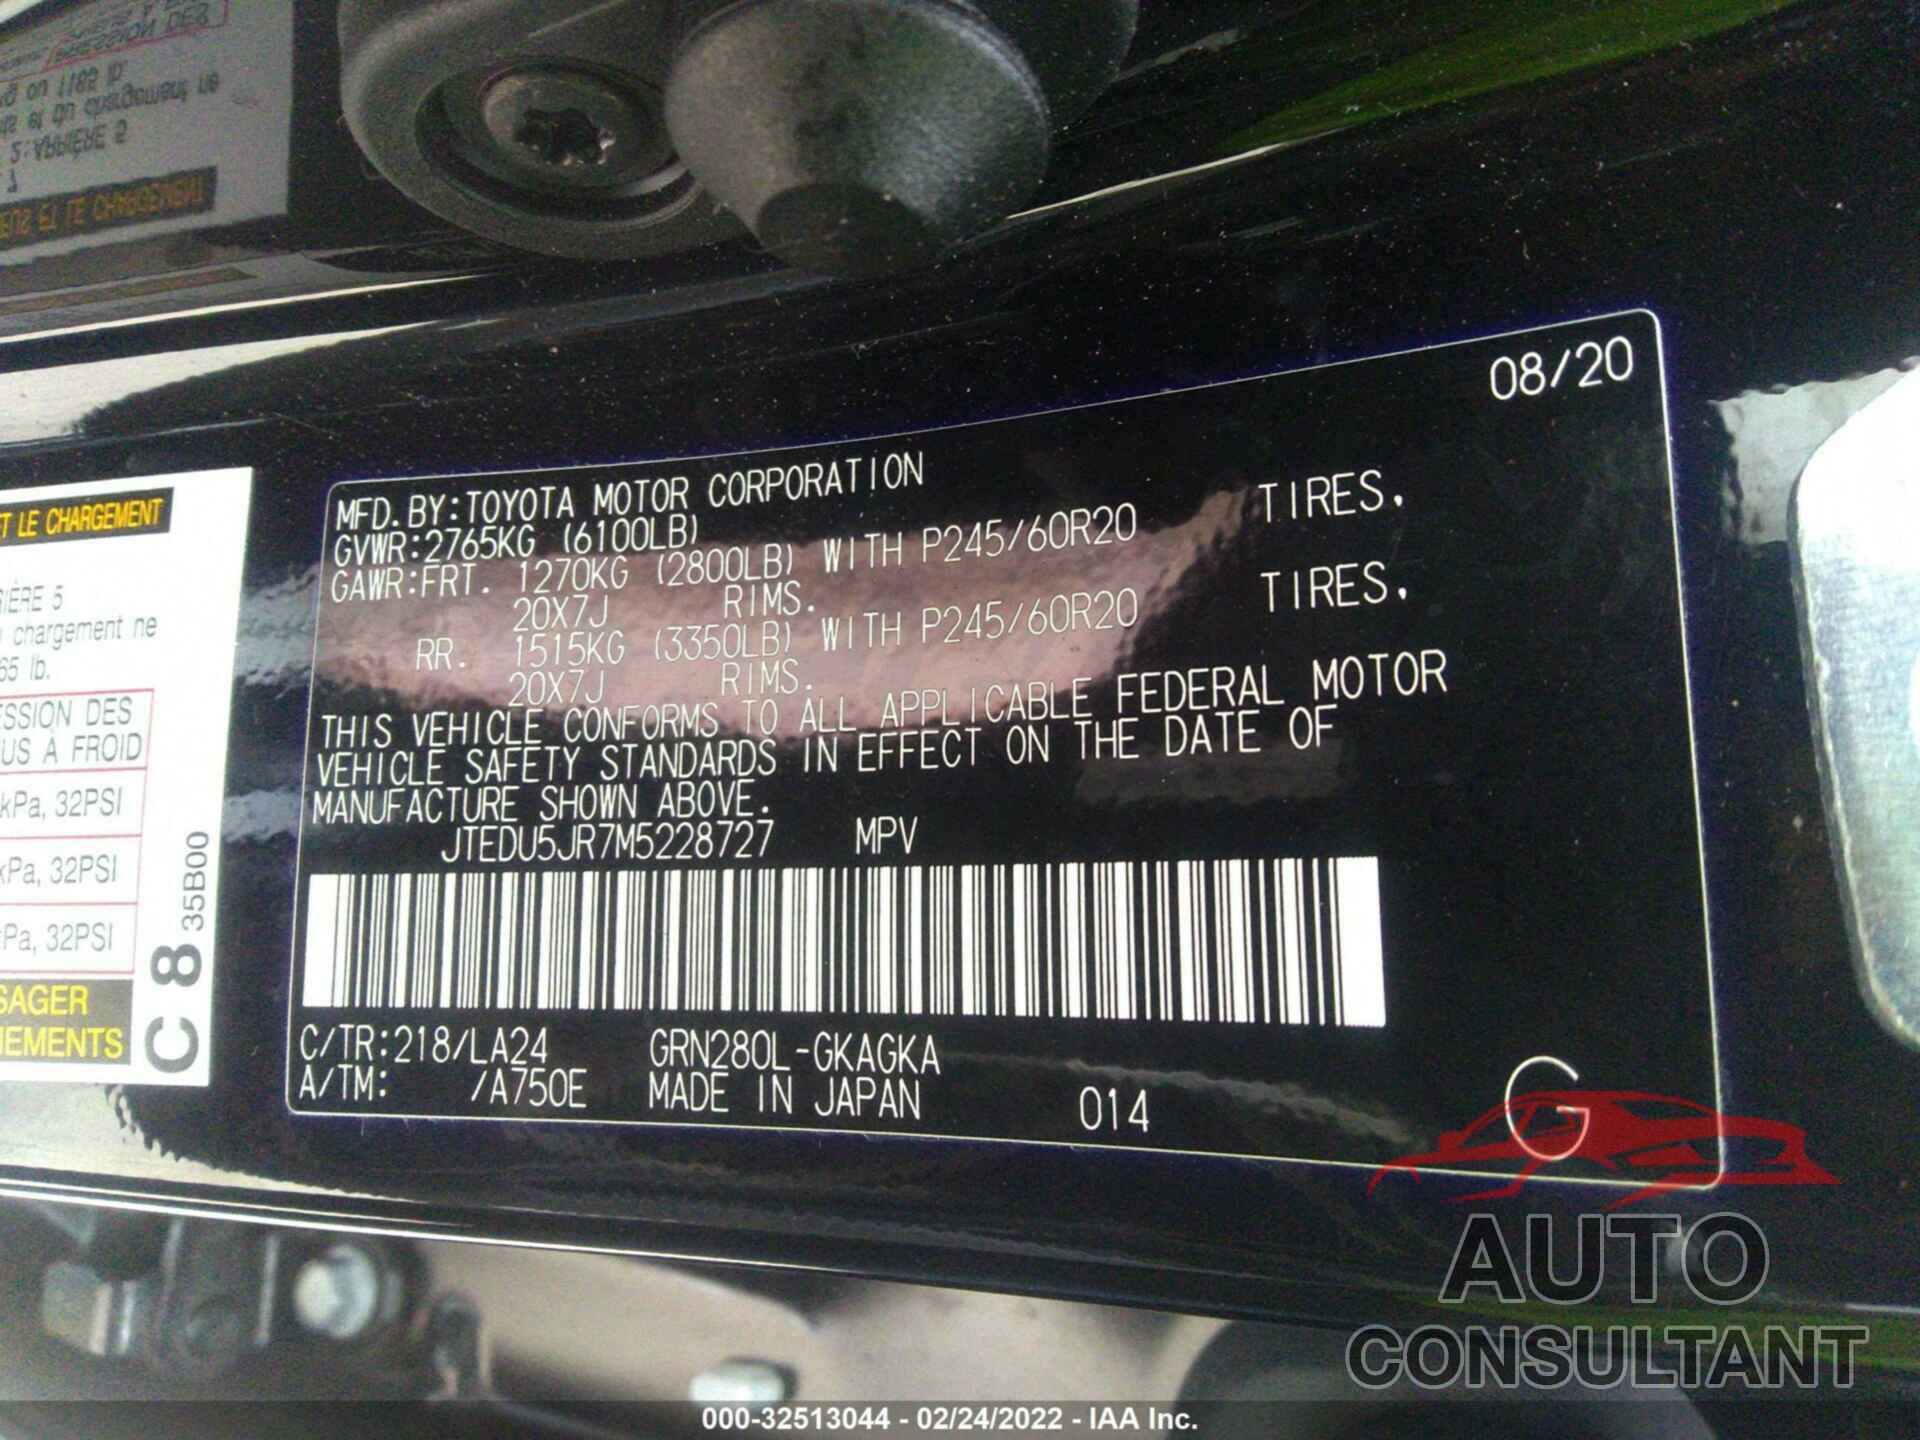 08/20
MFD. BY:TOYOTA MOTOR CORPORATION
GVWR:2765KG (6100LB)
GAWR:FRT. 1270KG (2800LB) WITH P245/60R20 TIRES,
20X7J RIMS.
RR. 1515KG (3350LB) WITH P245/60R20 TIRES,
20X7J RIMS.
THIS VEHICLE CONFORMS TO ALL APPLICABLE FEDERAL MOTOR
VEHICLE SAFETY STANDARDS IN EFFECT ON THE DATE OF
MANUFACTURE SHOWN ABOVE.
JTEDU5JR7M5228727 MPV
C/TR:218/LA24 GRN280L-GKAGKA
A/TM: /A750E MADE IN JAPAN 014
G
ET LE CHARGEMENT
RIÈRE 5
chargement ne
65 lb.
ESSION DES
US À FROID
kPa, 32PSI
kPa, 32PSI
kPa, 32PSI
SAGER
NEMENTS
C 8 35B00
AUTO
CONSULTANT
000-32513044 - 02/24/2022 - IAA Inc.